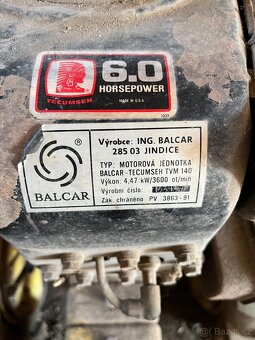 6.0
HORSEPOWER
TECUMSEH
MADE IN U.S.A.
Výrobce: ING. BALCAR
285 03 JINDICE
TYP: MOTOROVÁ JEDNOTKA
BALCAR-TECUMSEH TVM 140
Výkon: 4,47 kW/3600 ot/min
Výrobní číslo:
Zák. chráněno PV 3863-91
®
BALCAR